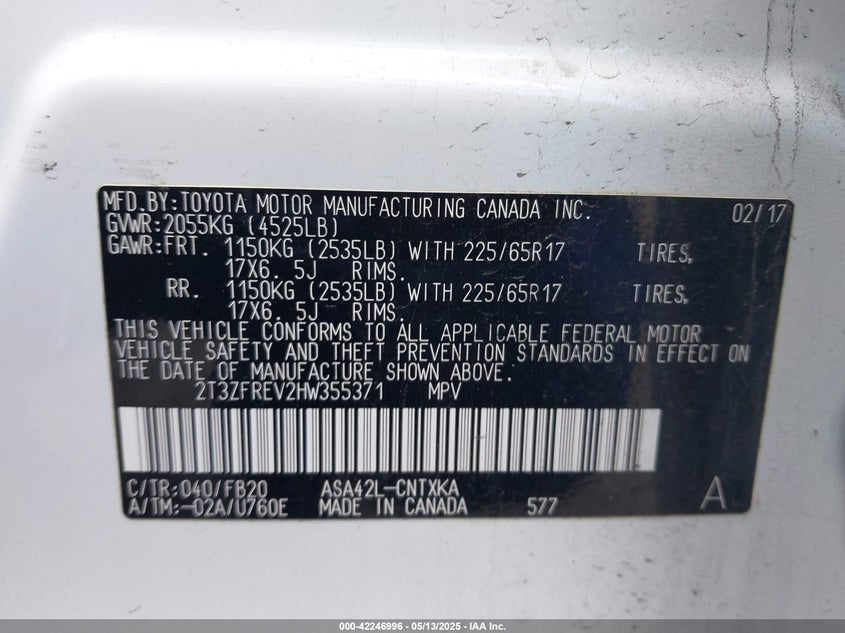 MFD.BY:TOYOTA MOTOR MANUFACTURING CANADA INC. 02/17
GVWR:2055KG (4525LB)
GAWR:FRT. 1150KG (2535LB) WITH 225/65R17 TIRES,
17X6. 5J RIMS.
RR. 1150KG (2535LB) WITH 225/65R17 TIRES,
17X6. 5J RIMS.
THIS VEHICLE CONFORMS TO ALL APPLICABLE FEDERAL MOTOR
VEHICLE SAFETY AND THEFT PREVENTION STANDARDS IN EFFECT ON
THE DATE OF MANUFACTURE SHOWN ABOVE.
2T3ZFREV2HW355371 MPV
C/TR:040/FB20 ASA42L-CNTXKA
A/TM:-02A/U760E MADE IN CANADA 577 A
000-42246996 - 05/13/2025 - IAA Inc.